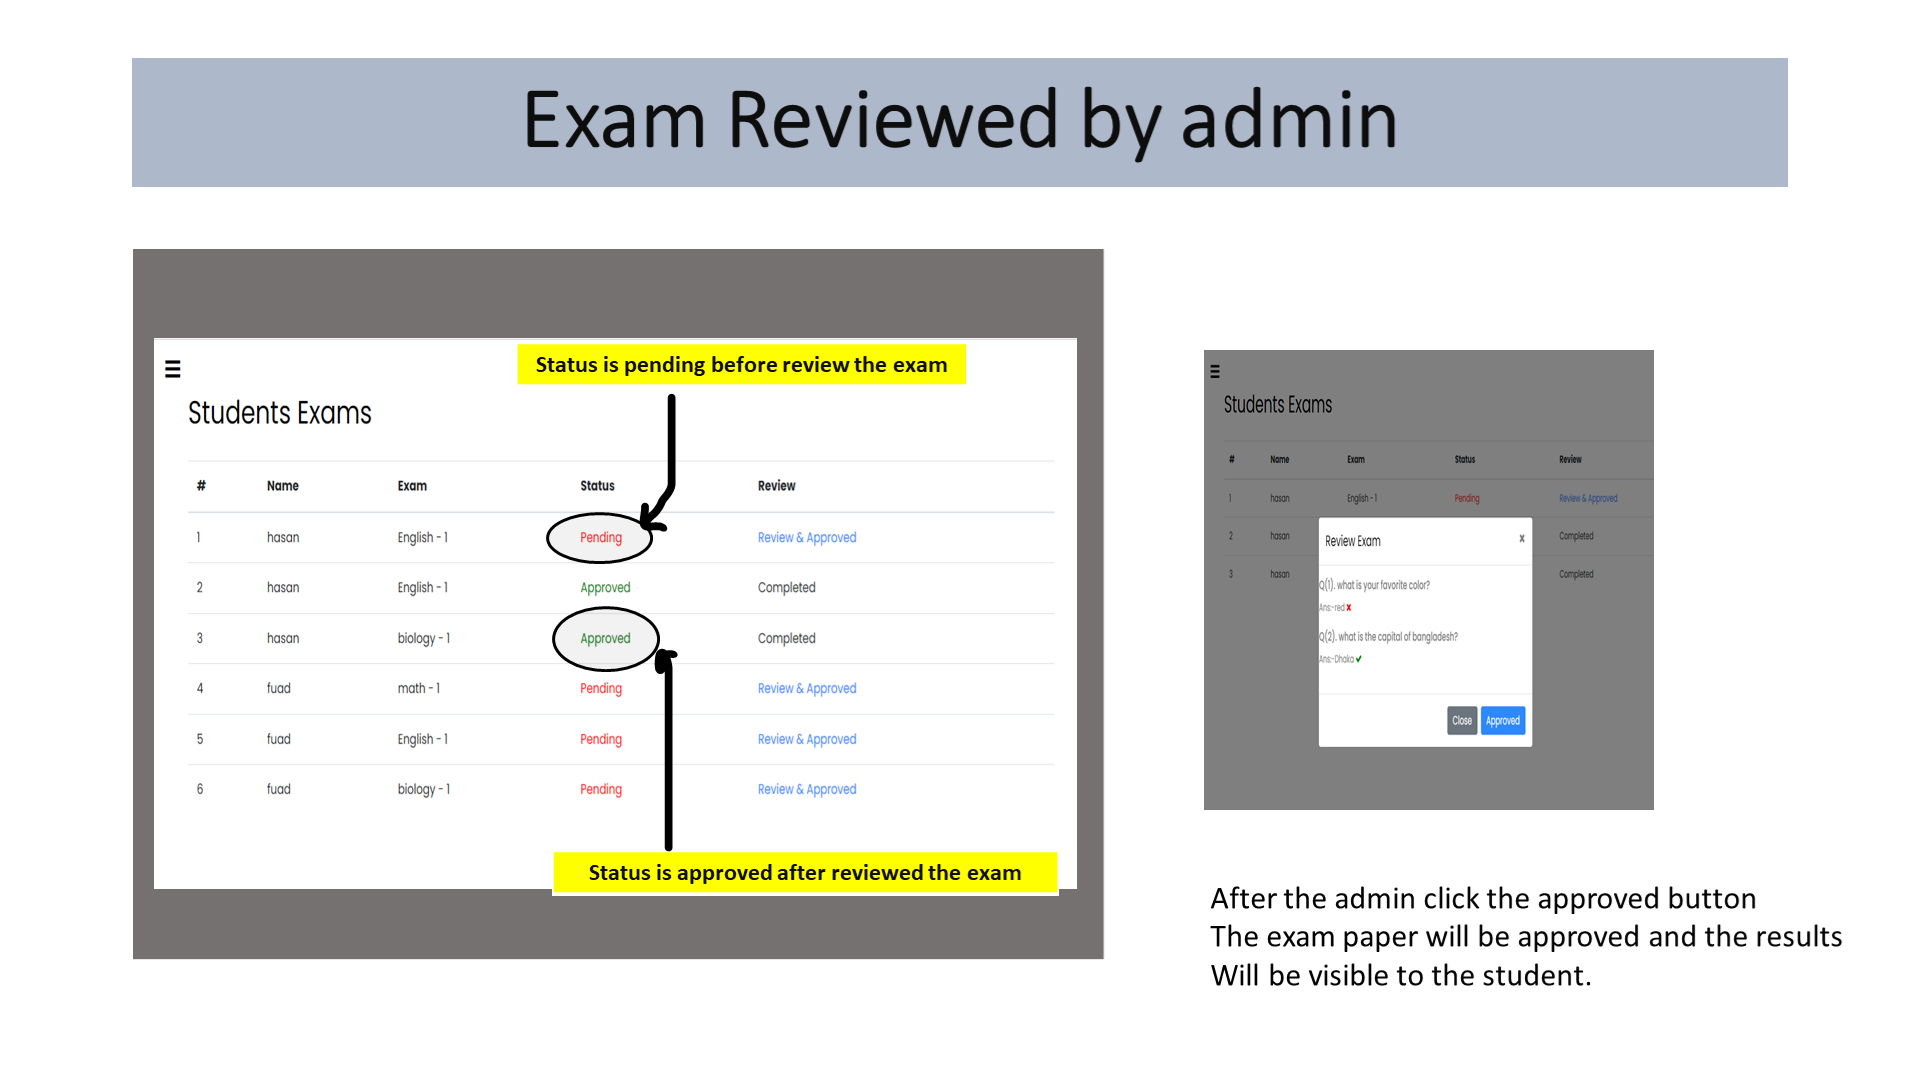 Exam Reviewed by admin
Status is pending before review the exam
Students Exams
# Name Exam Status Review
1 hasan English - 1 Pending Review & Approved
2 hasan English - 1 Approved Completed
3 hasan biology - 1 Approved Completed
4 fuad math - 1 Pending Review & Approved
5 fuad English - 1 Pending Review & Approved
6 fuad biology - 1 Pending Review & Approved
Status is approved after reviewed the exam
Students Exams
# Name Exam Status Review
1 hasan English - 1 Pending Review & Approved
2 hasan Completed
3 hasan Completed
Review Exam x
Q(1). what is your favorite color?
Ans:-red ✗
Q(2). what is the capital of bangladesh?
Ans:-Dhaka ✓
Close Approved
After the admin click the approved button
The exam paper will be approved and the results
Will be visible to the student.